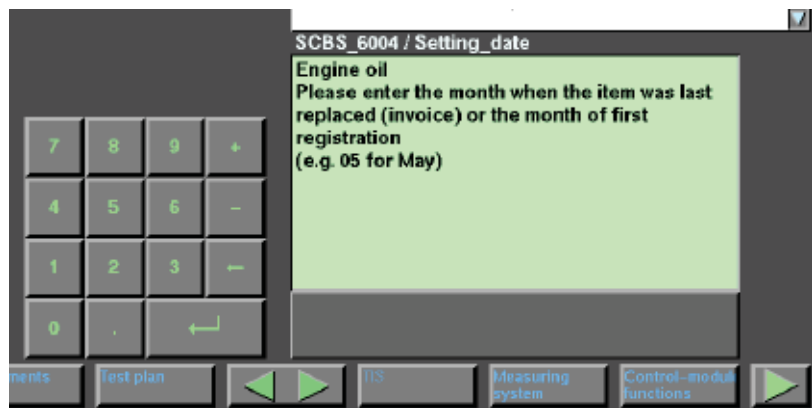 SCBS_6004 / Setting_date
Engine oil
Please enter the month when the item was last
replaced (invoice) or the month of first
registration
(e.g. 05 for May)
7 8 9 +
4 5 6 -
1 2 3 ←
0 .
nents
Test plan
TIS
Measuring
system
Control-modul
functions